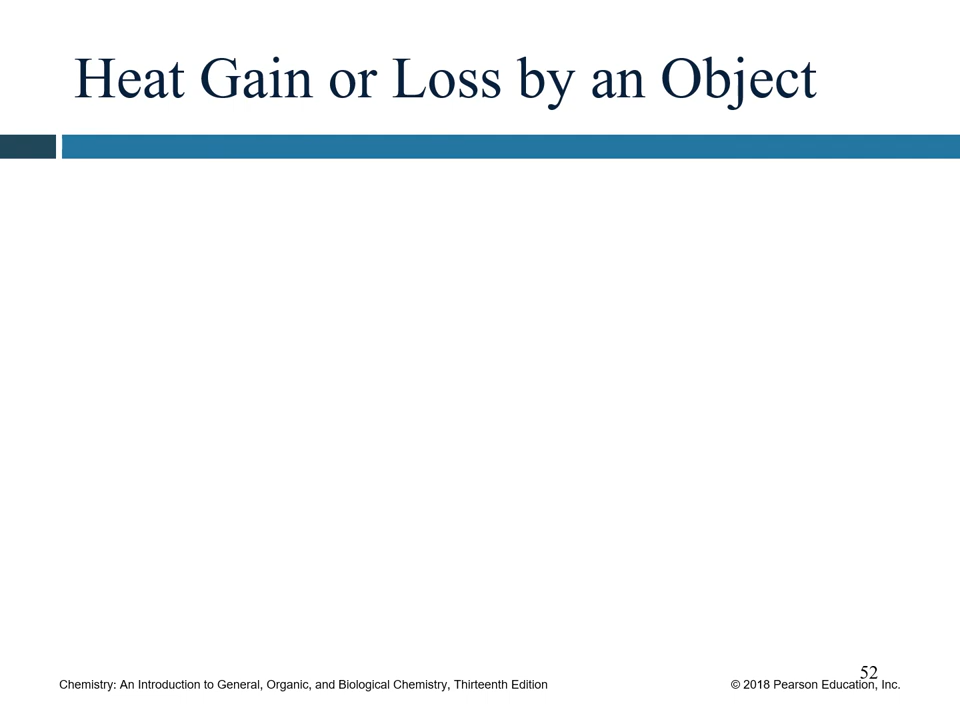 Heat Gain or Loss by an Object
52
Chemistry: An Introduction to General, Organic, and Biological Chemistry, Thirteenth Edition
© 2018 Pearson Education, Inc.